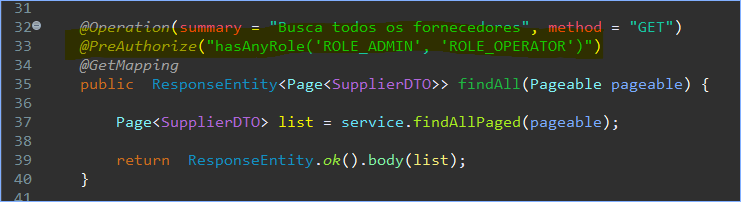 31
32 @Operation(summary = "Busca todos os fornecedores", method = "GET")
33 @PreAuthorize("hasAnyRole('ROLE_ADMIN', 'ROLE_OPERATOR')")
34 @GetMapping
35 public ResponseEntity<Page<SupplierDTO>> findAll(Pageable pageable) {
36
37 Page<SupplierDTO> list = service.findAllPaged(pageable);
38
39 return ResponseEntity.ok().body(list);
40 }
41